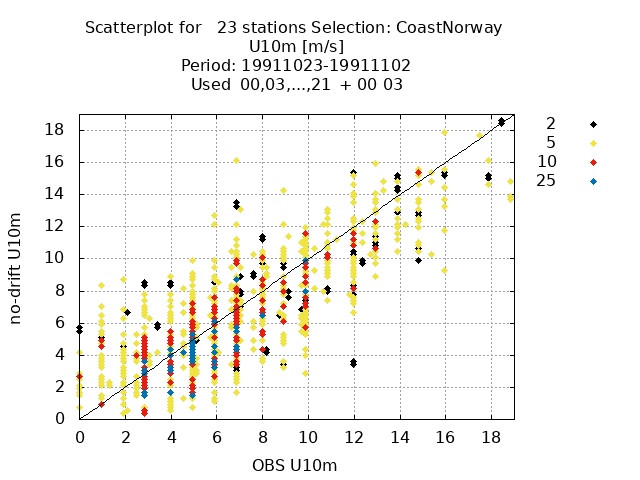 Scatterplot for   23 stations Selection: CoastNorway
U10m [m/s]
Period: 19911023-19911102
Used  00,03,...,21  + 00 03
2
5
10
25
18
16
14
12
10
8
6
4
2
0
no-drift U10m
0 2 4 6 8 10 12 14 16 18
OBS U10m